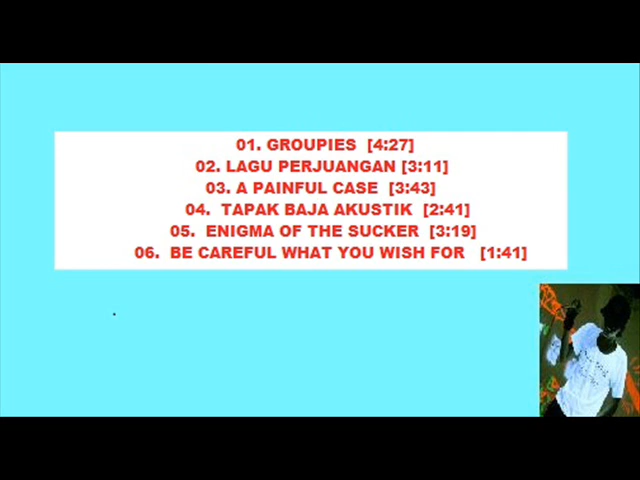 01. GROUPIES [4:27]
02. LAGU PERJUANGAN [3:11]
03. A PAINFUL CASE [3:43]
04. TAPAK BAJA AKUSTIK [2:41]
05. ENIGMA OF THE SUCKER [3:19]
06. BE CAREFUL WHAT YOU WISH FOR [1:41]